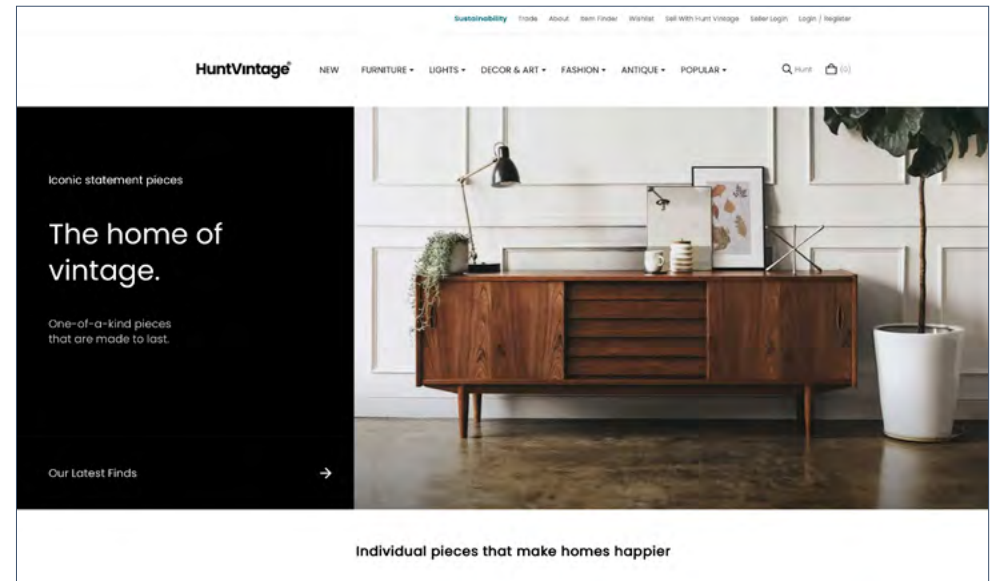 Sustainability Trade About Item Finder Wishlist Sell With Hunt Vintage Seller Login Login / Register
HuntVintage®
NEW FURNITURE LIGHTS DECOR & ART FASHION ANTIQUE POPULAR
Hunt (0)
Iconic statement pieces
The home of
vintage.
One-of-a-kind pieces
that are made to last.
Our Latest Finds
Individual pieces that make homes happier